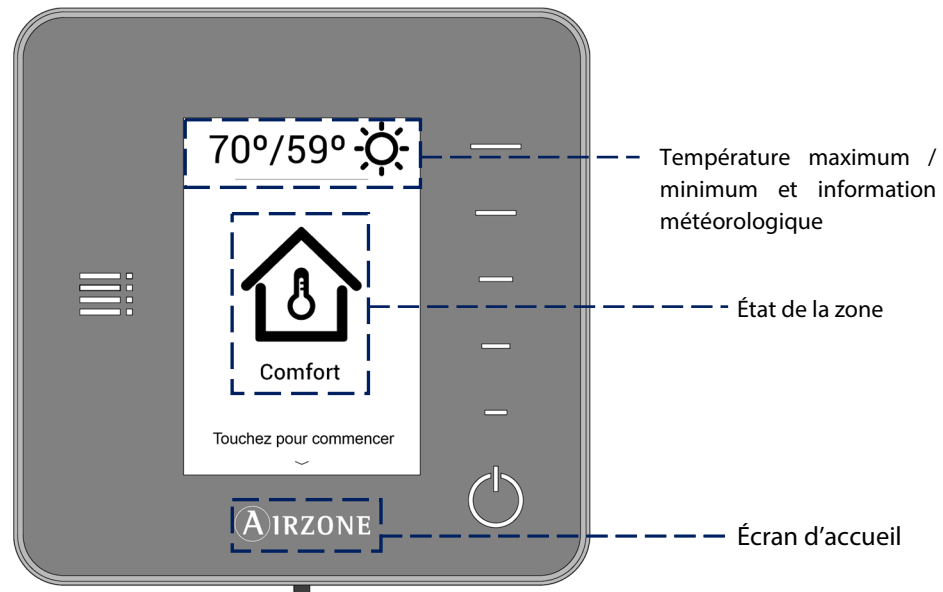 70º/59º
Comfort
Touchez pour commencer
AIRZONE
Température maximum /
minimum et information
météorologique
État de la zone
Écran d’accueil